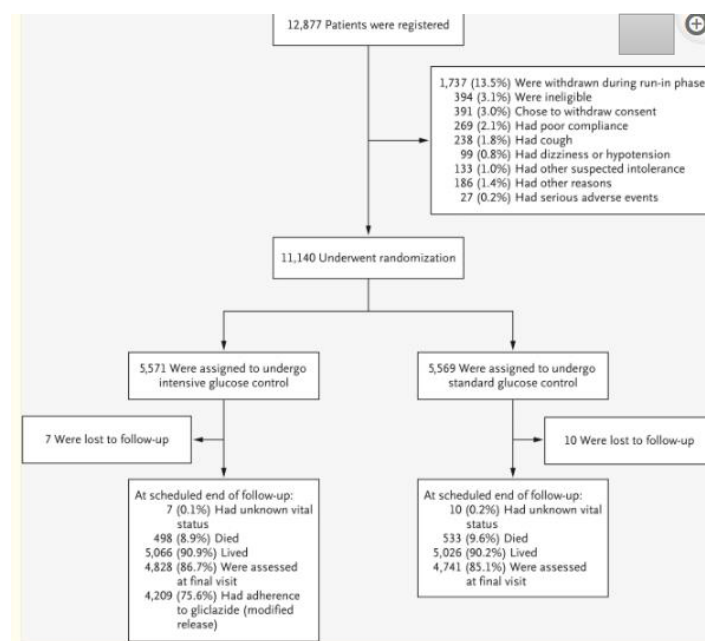 12,877 Patients were registered
1,737 (13.5%) Were withdrawn during run-in phase
394 (3.1%) Were ineligible
391 (3.0%) Chose to withdraw consent
269 (2.1%) Had poor compliance
238 (1.8%) Had cough
99 (0.8%) Had dizziness or hypotension
133 (1.0%) Had other suspected intolerance
186 (1.4%) Had other reasons
27 (0.2%) Had serious adverse events
11,140 Underwent randomization
5,571 Were assigned to undergo
intensive glucose control
5,569 Were assigned to undergo
standard glucose control
7 Were lost to follow-up
10 Were lost to follow-up
At scheduled end of follow-up:
7 (0.1%) Had unknown vital
status
498 (8.9%) Died
5,066 (90.9%) Lived
4,828 (86.7%) Were assessed
at final visit
4,209 (75.6%) Had adherence
to gliclazide (modified
release)
At scheduled end of follow-up:
10 (0.2%) Had unknown vital
status
533 (9.6%) Died
5,026 (90.2%) Lived
4,741 (85.1%) Were assessed
at final visit